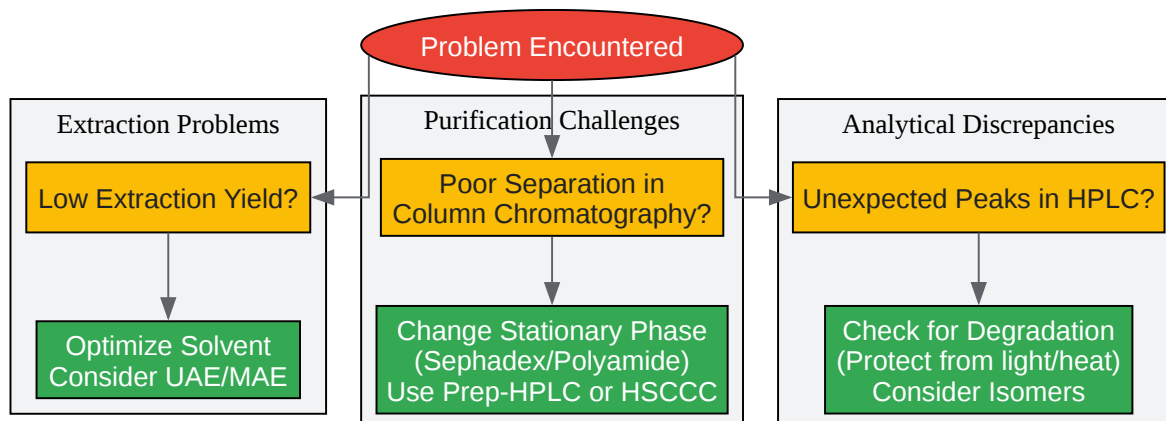 Problem Encountered
Extraction Problems
Low Extraction Yield?
Optimize Solvent
Consider UAE/MAE
Purification Challenges
Poor Separation in
Column Chromatography?
Change Stationary Phase
(Sephadex/Polyamide)
Use Prep-HPLC or HSCCC
Analytical Discrepancies
Unexpected Peaks in HPLC?
Check for Degradation
(Protect from light/heat)
Consider Isomers